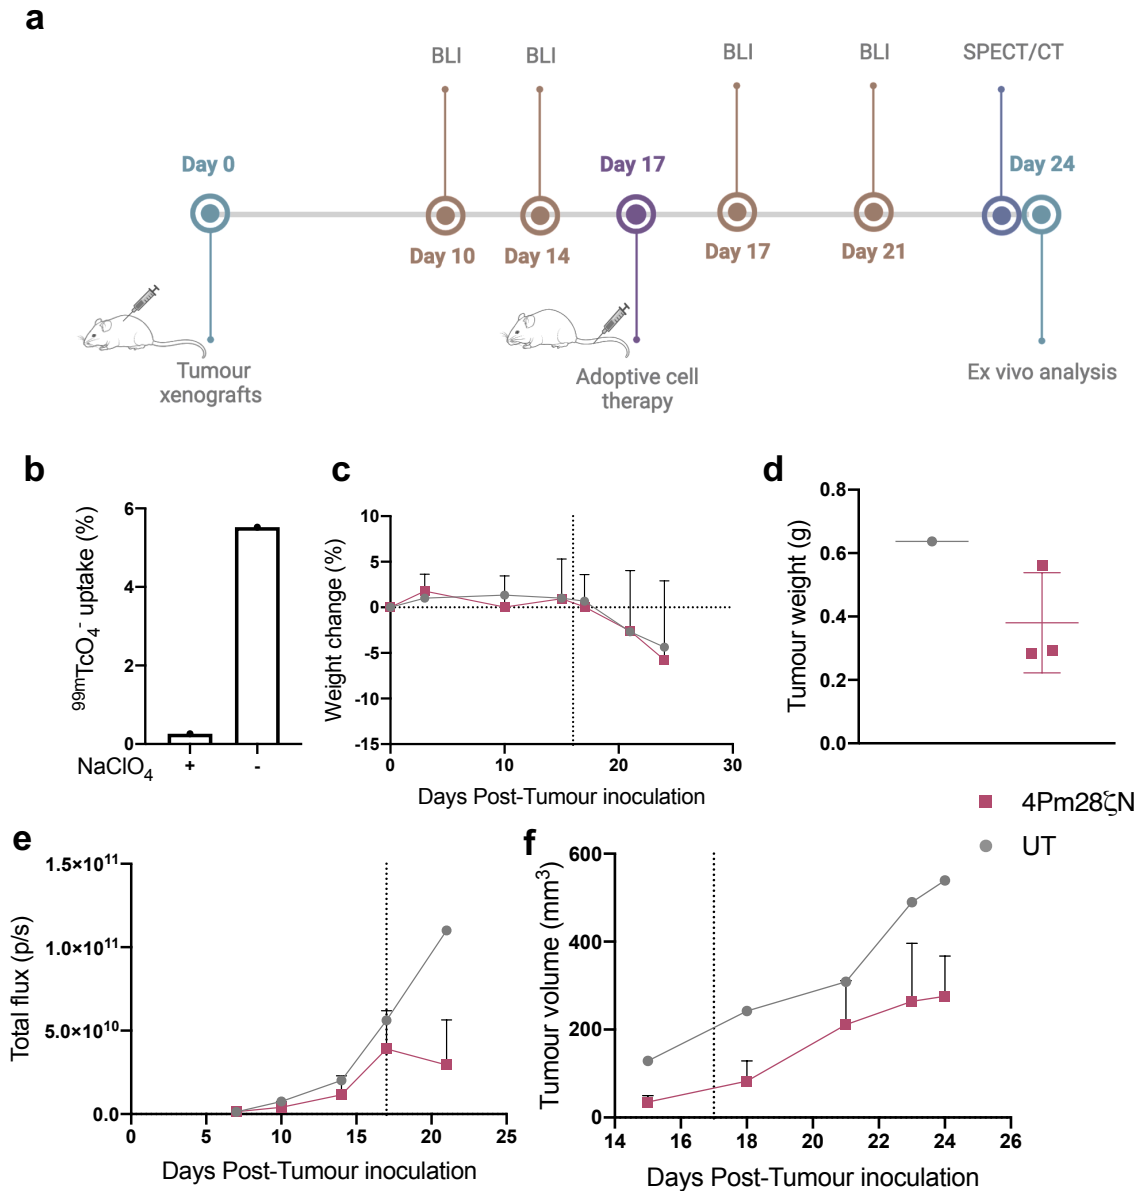 a
BLI
BLI
BLI
BLI
SPECT/CT
Day 0
Day 17
Day 24
Day 10
Day 14
Day 17
Day 21
Tumour
xenografts
Adoptive cell
therapy
Ex vivo analysis
b
99mTcO4- uptake (%)
6
4
2
0
NaClO4
+
-
c
Weight change (%)
10
5
0
-5
-10
-15
0
10
20
30
Days Post-Tumour inoculation
d
Tumour weight (g)
0.8
0.6
0.4
0.2
0.0
4Pm28ζN
UT
e
Total flux (p/s)
1.5×10¹¹
1.0×10¹¹
5.0×10¹⁰
0.0
0
5
10
15
20
25
Days Post-Tumour inoculation
f
Tumour volume (mm³)
600
400
200
0
14
16
18
20
22
24
26
Days Post-Tumour inoculation